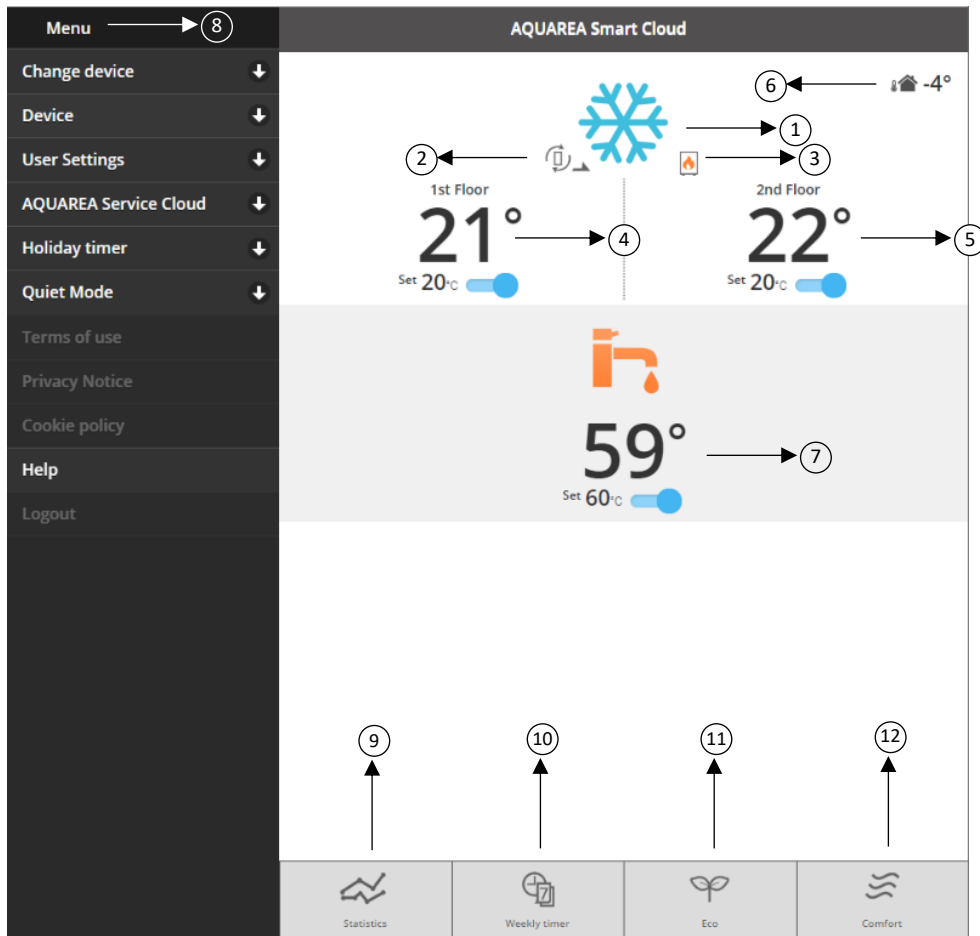 Menu
8
AQUAREA Smart Cloud
Change device
Device
User Settings
AQUAREA Service Cloud
Holiday timer
Quiet Mode
Terms of use
Privacy Notice
Cookie policy
Help
Logout
6
-4°
1
2
3
1st Floor
21°
4
Set 20°C
2nd Floor
22°
5
Set 20°C
59°
7
Set 60°C
9
10
11
12
7
Statistics
Weekly timer
Eco
Comfort